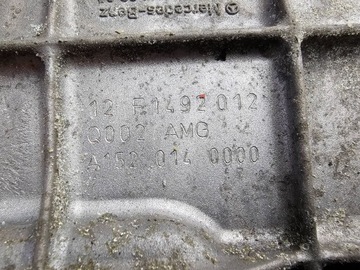 Mercedes-Benz
12 F1492 012
Q002 AMG
A152 014 0000